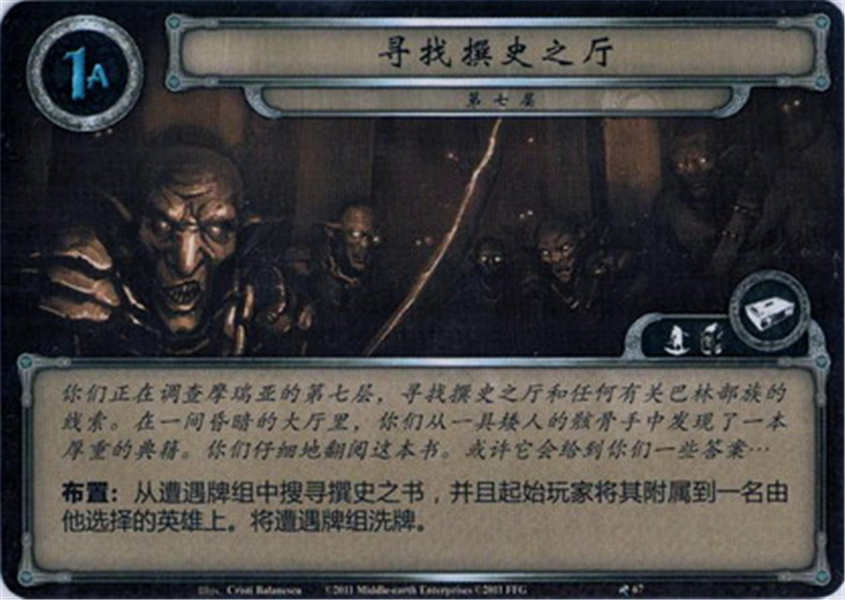 1A
寻找撰史之厅
第七层
你们正在调查摩瑞亚的第七层，寻找撰史之厅和任何有关巴林部族的
线索。在一间昏暗的大厅里，你们从一具矮人的骸骨手中发现了一本
厚重的典籍。你们仔细地翻阅这本书。或许它会给到你们一些答案…
布置：从遭遇牌组中搜寻撰史之书，并且起始玩家将其附属到一名由
他选择的英雄上。将遭遇牌组洗牌。
Illus. Cristi Balanescu ©2011 Middle-earth Enterprises ©2011 FFG 67